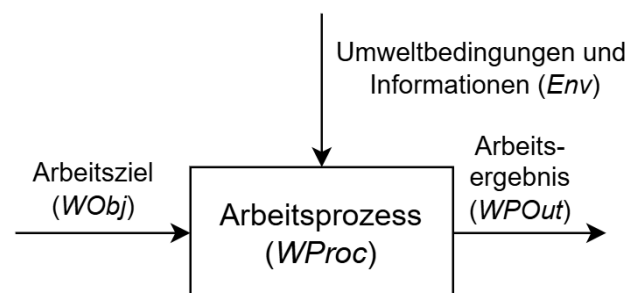 Umweltbedingungen und
Informationen (Env)
Arbeitsziel
(WObj)
Arbeitsprozess
(WProc)
Arbeits-
ergebnis
(WPOut)